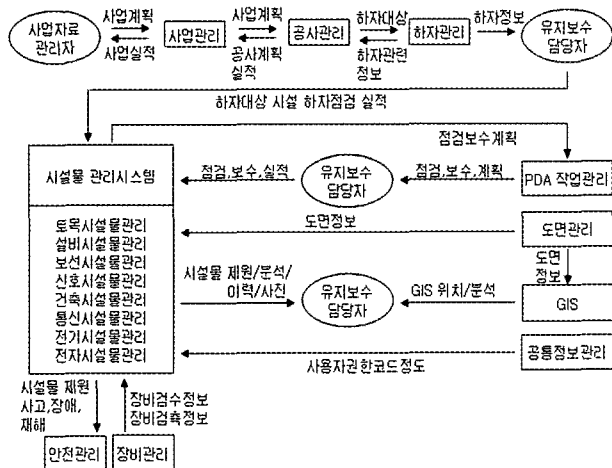 사업자료
관리자
사업계획
사업실적
사업관리
사업계획
공사계획
실적
공사관리
하자대상
하자관련
정보
하자관리
하자정보
유지보수
담당자
하자대상 시설 하자점검 실적
점검보수계획
시설물 관리시스템
점검,보수,실적
유지보수
담당자
점검,보수,계획
PDA 작업관리
도면정보
도면관리
토목시설물관리
설비시설물관리
보선시설물관리
신호시설물관리
건축시설물관리
통신시설물관리
전기시설물관리
전자시설물관리
도면
정보
시설물 제원/분석/
이력/사진
유지보수
담당자
GIS 위치/분석
GIS
사용자권한코드정도
공통정보관리
시설물 제원
사고,장애,
재해
장비검수정보
장비검측정보
안전관리
장비관리